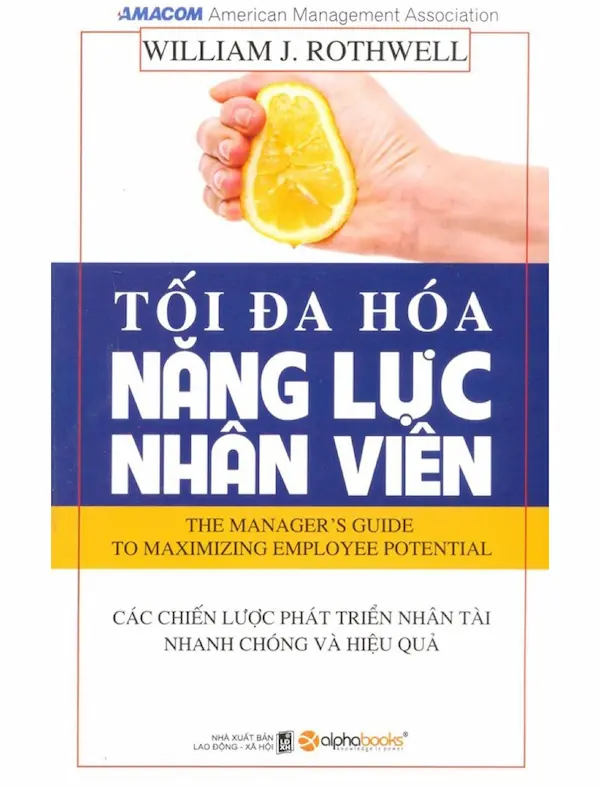 AMACOM American Management Association
WILLIAM J. ROTHWELL
TỐI ĐA HÓA
NĂNG LỰC
NHÂN VIÊN
THE MANAGER'S GUIDE
TO MAXIMIZING EMPLOYEE POTENTIAL
CÁC CHIẾN LƯỢC PHÁT TRIỂN NHÂN TÀI
NHANH CHÓNG VÀ HIỆU QUẢ
NHÀ XUẤT BẢN
LAO ĐỘNG - XÃ HỘI
LĐ
XH
alphabooks®
knowledge is power